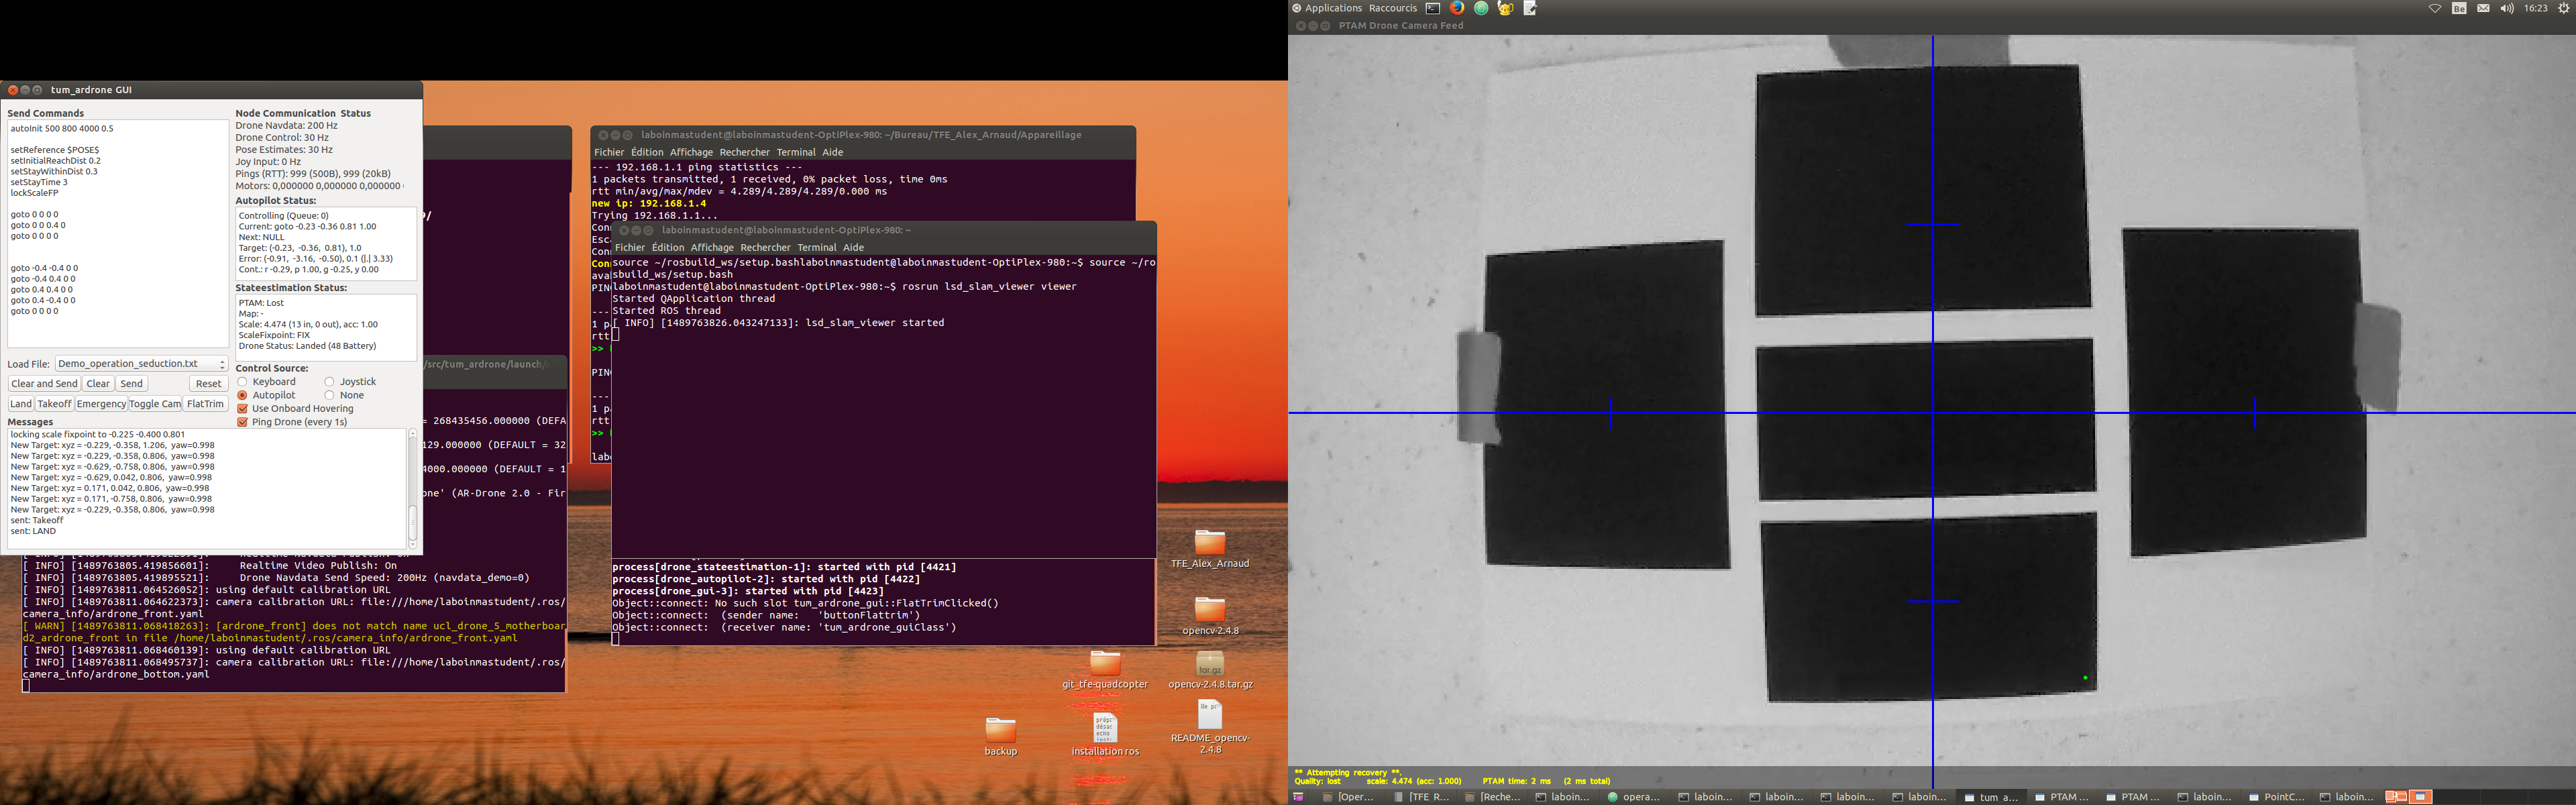 tum_ardrone GUI
Send Commands
autoInit 500 800 4000 0.5
setReference $POSE$
setInitialReachDist 0.2
setStayWithinDist 0.3
setStayTime 3
lockScaleFP
goto 0 0 0 0
goto 0 0 0.4 0
goto 0 0 0 0
goto -0.4 -0.4 0 0
goto -0.4 0.4 0 0
goto 0.4 0.4 0 0
goto 0.4 -0.4 0 0
goto 0 0 0 0
Load File: Demo_operation_seduction.txt
Clear and Send Clear Send Reset
Land Takeoff Emergency Toggle Cam FlatTrim
Node Communication Status
Drone Navdata: 200 Hz
Drone Control: 30 Hz
Pose Estimates: 30 Hz
Joy Input: 0 Hz
Pings (RTT): 999 (500B), 999 (20kB)
Motors: 0,000000 0,000000 0,000000
Autopilot Status:
Controlling (Queue: 0)
Current: goto -0.23 -0.36 0.81 1.00
Next: NULL
Target: (-0.23, -0.36, 0.81), 1.0
Error: (-0.91, -3.16, -0.50), 0.1 (|.| 3.33)
Cont.: r -0.29, p 1.00, g -0.25, y 0.00
Stateestimation Status:
PTAM: Lost
Map: -
Scale: 4.474 (13 in, 0 out), acc: 1.00
ScaleFixpoint: FIX
Drone Status: Landed (48 Battery)
Control Source:
Keyboard Joystick
Autopilot None
Use Onboard Hovering
Ping Drone (every 1s)
Messages
locking scale fixpoint to -0.225 -0.400 0.801
New Target: xyz = -0.229, -0.358, 1.206, yaw=0.998
New Target: xyz = -0.229, -0.358, 0.806, yaw=0.998
New Target: xyz = -0.629, -0.758, 0.806, yaw=0.998
New Target: xyz = -0.629, 0.042, 0.806, yaw=0.998
New Target: xyz = 0.171, 0.042, 0.806, yaw=0.998
New Target: xyz = 0.171, -0.758, 0.806, yaw=0.998
New Target: xyz = -0.229, -0.358, 0.806, yaw=0.998
sent: Takeoff
sent: LAND
/src/tum_ardrone/launch/
= 268435456.000000 (DEFA
129.000000 (DEFAULT = 32
4000.000000 (DEFAULT = 1
one' (AR-Drone 2.0 - Fir
[ INFO] [1489763805.419856601]: Realtime Video Publish: On
[ INFO] [1489763805.419895521]: Drone Navdata Send Speed: 200Hz (navdata_demo=0)
[ INFO] [1489763811.064526052]: using default calibration URL
[ INFO] [1489763811.064622373]: camera calibration URL: file:///home/laboinmastudent/.ros/
camera_info/ardrone_front.yaml
[ WARN] [1489763811.068418263]: [ardrone_front] does not match name ucl_drone_5_motherboar
d2_ardrone_front in file /home/laboinmastudent/.ros/camera_info/ardrone_front.yaml
[ INFO] [1489763811.068460139]: using default calibration URL
[ INFO] [1489763811.068495737]: camera calibration URL: file:///home/laboinmastudent/.ros/
camera_info/ardrone_bottom.yaml
laboinmastudent@laboinmastudent-OptiPlex-980: ~/Bureau/TFE_Alex_Arnaud/Appareillage
Fichier Édition Affichage Rechercher Terminal Aide
--- 192.168.1.1 ping statistics ---
1 packets transmitted, 1 received, 0% packet loss, time 0ms
rtt min/avg/max/mdev = 4.289/4.289/4.289/0.000 ms
new ip: 192.168.1.4
Trying 192.168.1.1...
laboinmastudent@laboinmastudent-OptiPlex-980: ~
Fichier Édition Affichage Rechercher Terminal Aide
source ~/rosbuild_ws/setup.bashlaboinmastudent@laboinmastudent-OptiPlex-980:~$ source ~/ro
sbuild_ws/setup.bash
laboinmastudent@laboinmastudent-OptiPlex-980:~$ rosrun lsd_slam_viewer viewer
Started QApplication thread
Started ROS thread
[ INFO] [1489763826.043247133]: lsd_slam_viewer started
process[drone_stateestimation-1]: started with pid [4421]
process[drone_autopilot-2]: started with pid [4422]
process[drone_gui-3]: started with pid [4423]
Object::connect: No such slot tum_ardrone_gui::FlatTrimClicked()
Object::connect: (sender name: 'buttonFlattrim')
Object::connect: (receiver name: 'tum_ardrone_guiClass')
TFE_Alex_Arnaud
opencv-2.4.8
git_tfe-quadcopter
tar.gz
opencv-2.4.8.tar.gz
backup
installation ros
README_opencv-
2.4.8
Applications Raccourcis Be 16:23
PTAM Drone Camera Feed
** Attempting recovery **.
Quality: lost scale: 4.474 (acc: 1.000) PTAM time: 2 ms (2 ms total)
[Oper... [TFE_R... [Reche... laboin... opera... laboin... laboin... laboin... laboin... tum_a... PTAM ... PTAM ... laboin... PointC... laboin...